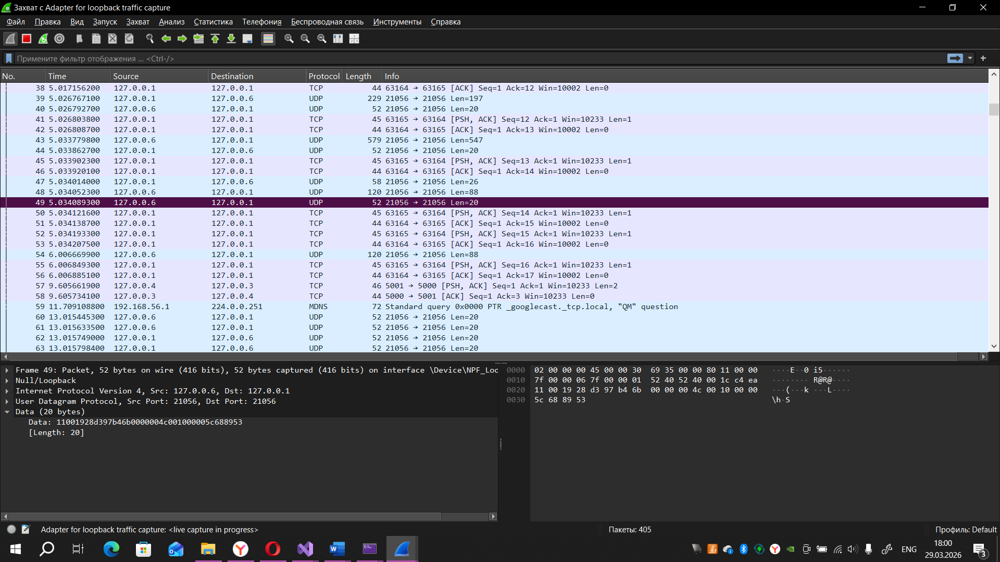 Захват с Adapter for loopback traffic capture
Файл Правка Вид Запуск Захват Анализ Статистика Телефония Беспроводная связь Инструменты Справка
Примените фильтр отображения ... <Ctrl-/>
No. Time Source Destination Protocol Length Info
38 5.017156200 127.0.0.1 127.0.0.1 TCP 44 63164 → 63165 [ACK] Seq=1 Ack=12 Win=10002 Len=0
39 5.026767100 127.0.0.1 127.0.0.6 UDP 229 21056 → 21056 Len=197
40 5.026792700 127.0.0.6 127.0.0.1 UDP 52 21056 → 21056 Len=20
41 5.026803800 127.0.0.1 127.0.0.1 TCP 45 63165 → 63164 [PSH, ACK] Seq=12 Ack=1 Win=10233 Len=1
42 5.026808700 127.0.0.1 127.0.0.1 TCP 44 63164 → 63165 [ACK] Seq=1 Ack=13 Win=10002 Len=0
43 5.033779800 127.0.0.6 127.0.0.1 UDP 579 21056 → 21056 Len=547
44 5.033862700 127.0.0.1 127.0.0.6 UDP 52 21056 → 21056 Len=20
45 5.033902300 127.0.0.1 127.0.0.1 TCP 45 63165 → 63164 [PSH, ACK] Seq=13 Ack=1 Win=10233 Len=1
46 5.033920100 127.0.0.1 127.0.0.1 TCP 44 63164 → 63165 [ACK] Seq=1 Ack=14 Win=10002 Len=0
47 5.034014000 127.0.0.1 127.0.0.6 UDP 58 21056 → 21056 Len=26
48 5.034052300 127.0.0.6 127.0.0.1 UDP 120 21056 → 21056 Len=88
49 5.034089300 127.0.0.6 127.0.0.1 UDP 52 21056 → 21056 Len=20
50 5.034121600 127.0.0.1 127.0.0.1 TCP 45 63165 → 63164 [PSH, ACK] Seq=14 Ack=1 Win=10233 Len=1
51 5.034138700 127.0.0.1 127.0.0.1 TCP 44 63164 → 63165 [ACK] Seq=1 Ack=15 Win=10002 Len=0
52 5.034193300 127.0.0.1 127.0.0.1 TCP 45 63165 → 63164 [PSH, ACK] Seq=15 Ack=1 Win=10233 Len=1
53 5.034207500 127.0.0.1 127.0.0.1 TCP 44 63164 → 63165 [ACK] Seq=1 Ack=16 Win=10002 Len=0
54 6.006669900 127.0.0.6 127.0.0.1 UDP 120 21056 → 21056 Len=88
55 6.006849300 127.0.0.1 127.0.0.1 TCP 45 63165 → 63164 [PSH, ACK] Seq=16 Ack=1 Win=10233 Len=1
56 6.006885100 127.0.0.1 127.0.0.1 TCP 44 63164 → 63165 [ACK] Seq=1 Ack=17 Win=10002 Len=0
57 9.605661900 127.0.0.4 127.0.0.3 TCP 46 5001 → 5000 [PSH, ACK] Seq=1 Ack=1 Win=10233 Len=2
58 9.605734100 127.0.0.3 127.0.0.4 TCP 44 5000 → 5001 [ACK] Seq=1 Ack=3 Win=10233 Len=0
59 11.709108800 192.168.56.1 224.0.0.251 MDNS 72 Standard query 0x0000 PTR _googlecast._tcp.local, "QM" question
60 13.015445300 127.0.0.6 127.0.0.1 UDP 52 21056 → 21056 Len=20
61 13.015633500 127.0.0.6 127.0.0.1 UDP 52 21056 → 21056 Len=20
62 13.015749000 127.0.0.1 127.0.0.6 UDP 52 21056 → 21056 Len=20
63 13.015798400 127.0.0.1 127.0.0.6 UDP 52 21056 → 21056 Len=20
Frame 49: Packet, 52 bytes on wire (416 bits), 52 bytes captured (416 bits) on interface \Device\NPF_Loo
Null/Loopback
Internet Protocol Version 4, Src: 127.0.0.6, Dst: 127.0.0.1
User Datagram Protocol, Src Port: 21056, Dst Port: 21056
Data (20 bytes)
Data: 11001928d397b46b0000004c001000005c688953
[Length: 20]
0000 02 00 00 00 45 00 00 30 69 35 00 00 80 11 00 00 ····E··0 i5······
0010 7f 00 00 06 7f 00 00 01 52 40 52 40 00 1c c4 ea ········ R@R@····
0020 11 00 19 28 d3 97 b4 6b 00 00 00 4c 00 10 00 00 ···(···k ···L····
0030 5c 68 89 53 \h·S
Adapter for loopback traffic capture: <live capture in progress>
Пакеты: 405
Профиль: Default
ENG
18:00
29.03.2026
3